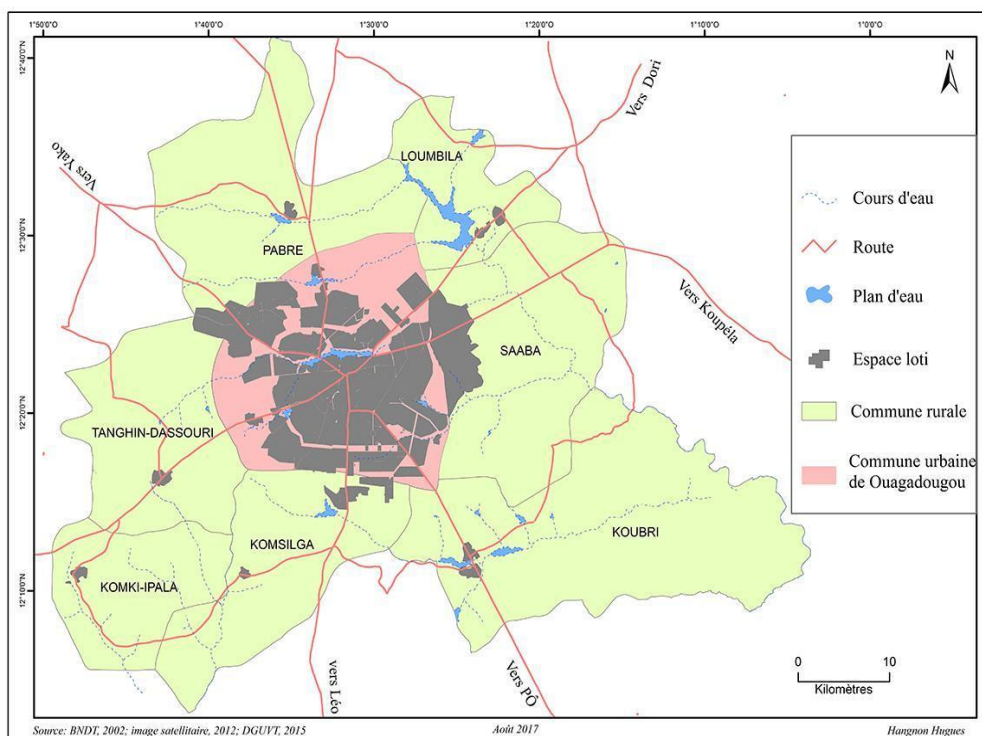 1°50'0"O 1°40'0"O 1°30'0"O 1°20'0"O 1°10'0"O 1°0'0"O
12°40'0"N
12°30'0"N
12°20'0"N
12°10'0"N
N
Vers Dori
Vers Yako
LOUMBILA
PABRE
Vers Koupéla
SAABA
TANGHIN-DASSOURI
KOMSILGA
KOUBRI
KOMKI-IPALA
vers Léo
Vers PÔ
Cours d'eau
Route
Plan d'eau
Espace loti
Commune rurale
Commune urbaine
de Ouagadougou
0 10
Kilomètres
Source: BNDT, 2002; image satellitaire, 2012; DGUVT, 2015 Août 2017 Hangnon Hugues